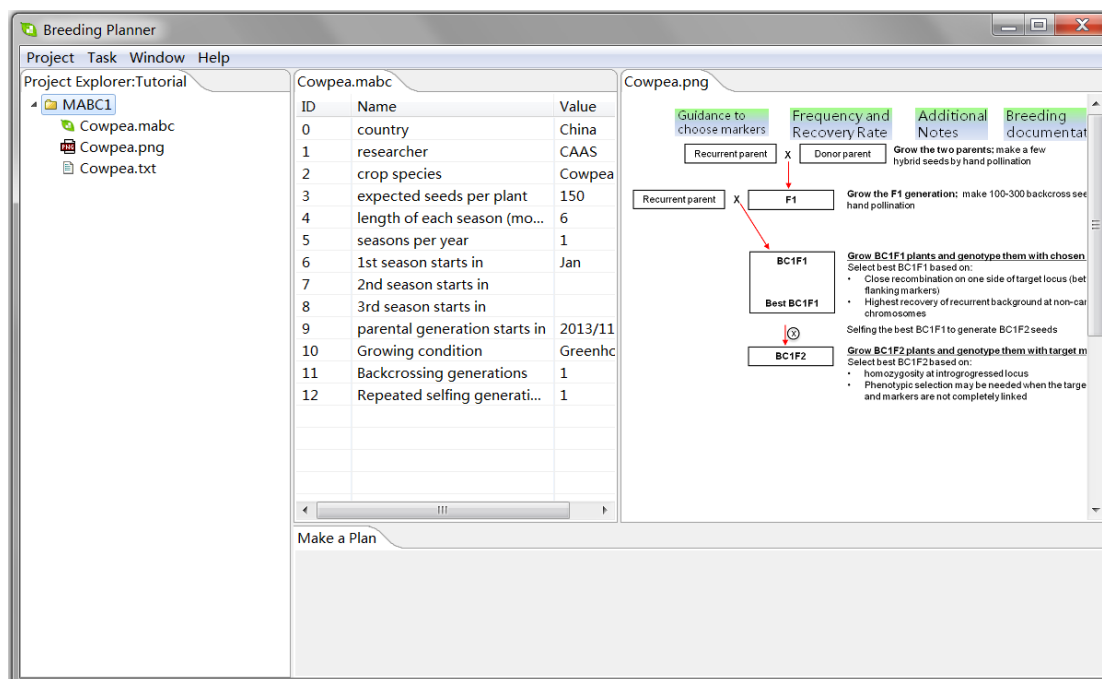 Breeding Planner
Project Task Window Help
Project Explorer:Tutorial
MABC1
Cowpea.mabc
Cowpea.png
Cowpea.txt
Cowpea.mabc
ID Name Value
0 country China
1 researcher CAAS
2 crop species Cowpea
3 expected seeds per plant 150
4 length of each season (mo... 6
5 seasons per year 1
6 1st season starts in Jan
7 2nd season starts in
8 3rd season starts in
9 parental generation starts in 2013/11
10 Growing condition Greenhc
11 Backcrossing generations 1
12 Repeated selfing generati... 1
Cowpea.png
Guidance to
choose markers
Frequency and
Recovery Rate
Additional
Notes
Breeding
documentat
Recurrent parent X Donor parent
Grow the two parents; make a few
hybrid seeds by hand pollination
Recurrent parent X F1
Grow the F1 generation; make 100-300 backcross see
hand pollination
BC1F1
Best BC1F1
Grow BC1F1 plants and genotype them with chosen
Select best BC1F1 based on:
• Close recombination on one side of target locus (bet
flanking markers)
• Highest recovery of recurrent background at non-car
chromosomes
Selfing the best BC1F1 to generate BC1F2 seeds
BC1F2
Grow BC1F2 plants and genotype them with target m
Select best BC1F2 based on:
• homozygosity at introgrogressed locus
• Phenotypic selection may be needed when the targe
and markers are not completely linked
Make a Plan